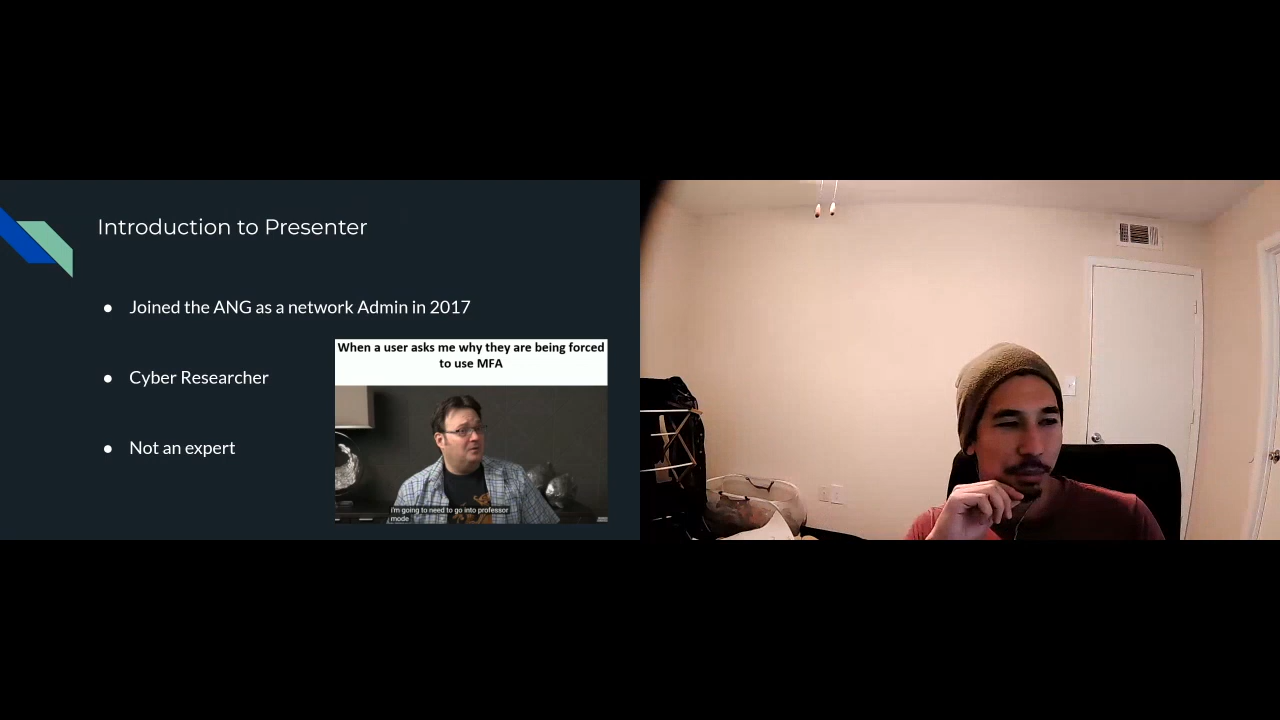 Introduction to Presenter
● Joined the ANG as a network Admin in 2017
● Cyber Researcher
● Not an expert
When a user asks me why they are being forced
to use MFA
I'm going to need to go into professor
mode